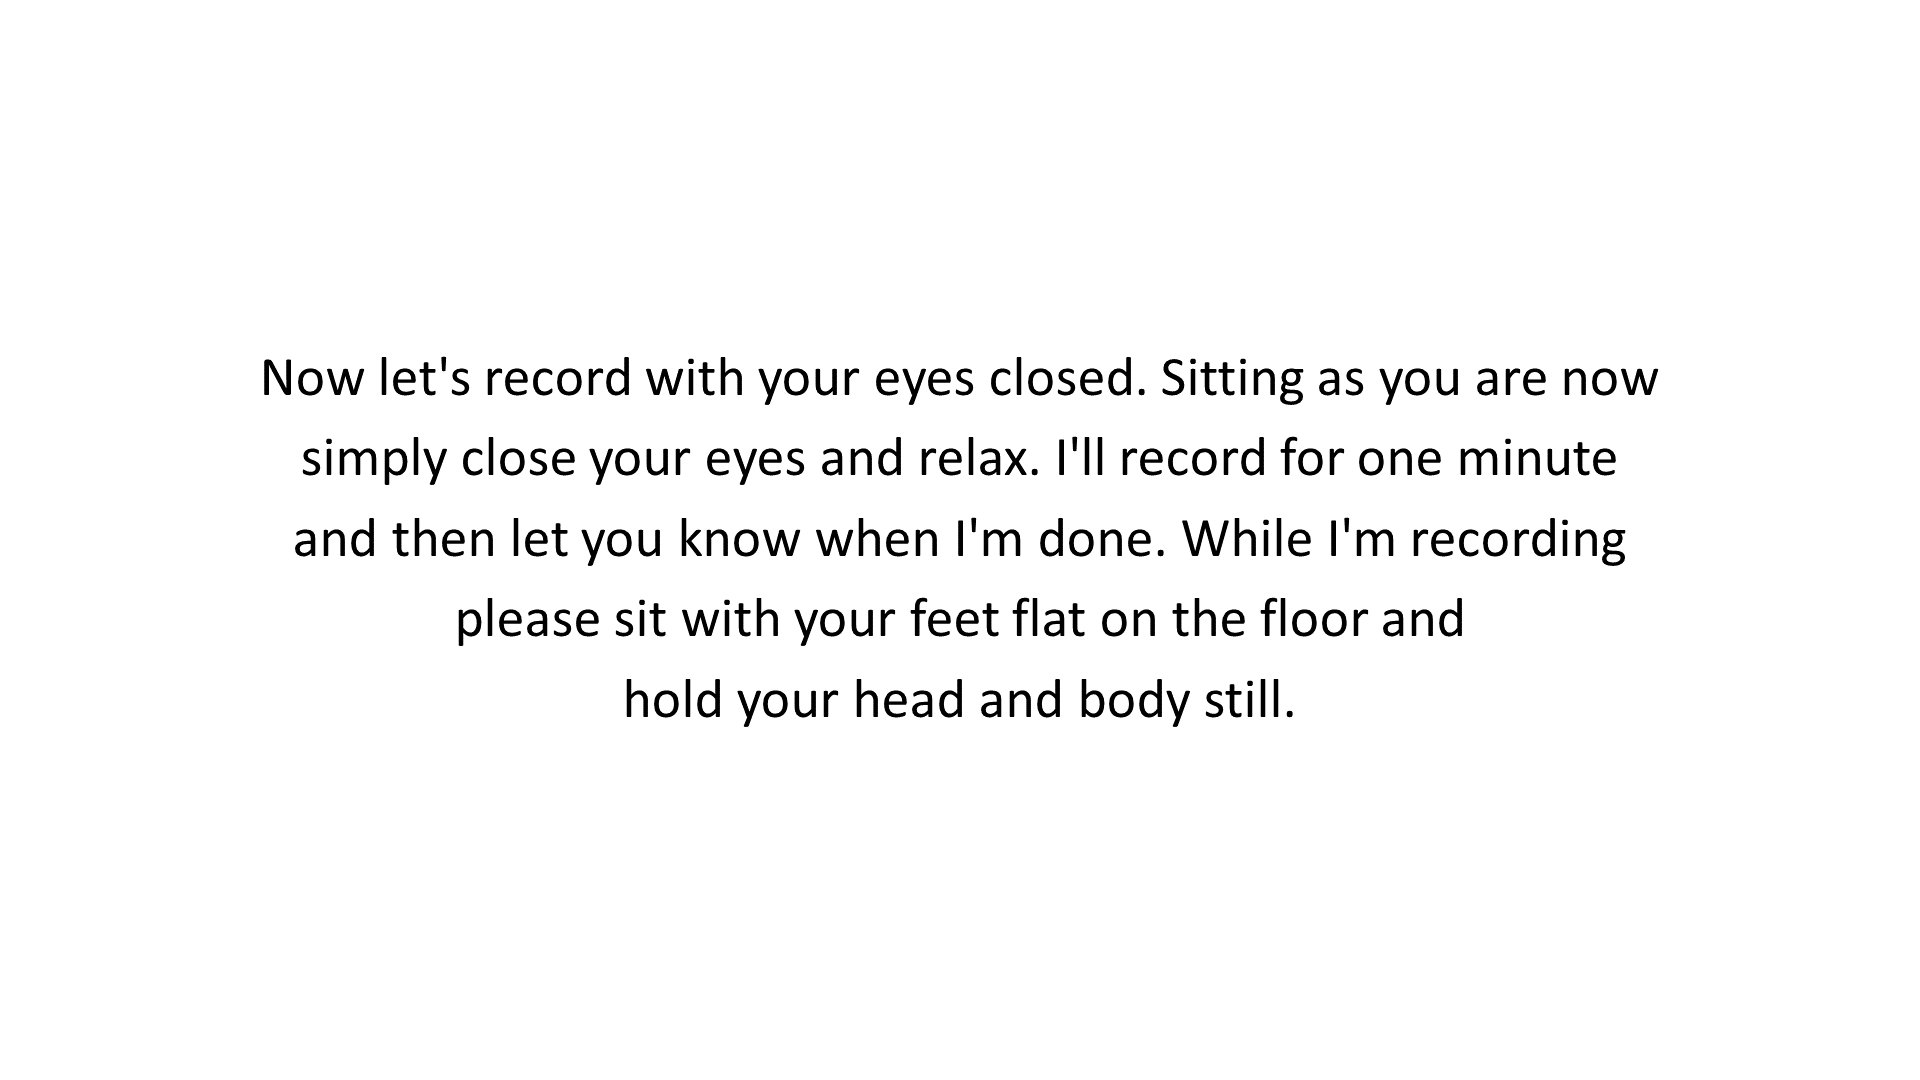 Now let's record with your eyes closed. Sitting as you are now
simply close your eyes and relax. I'll record for one minute
and then let you know when I'm done. While I'm recording
please sit with your feet flat on the floor and
hold your head and body still.